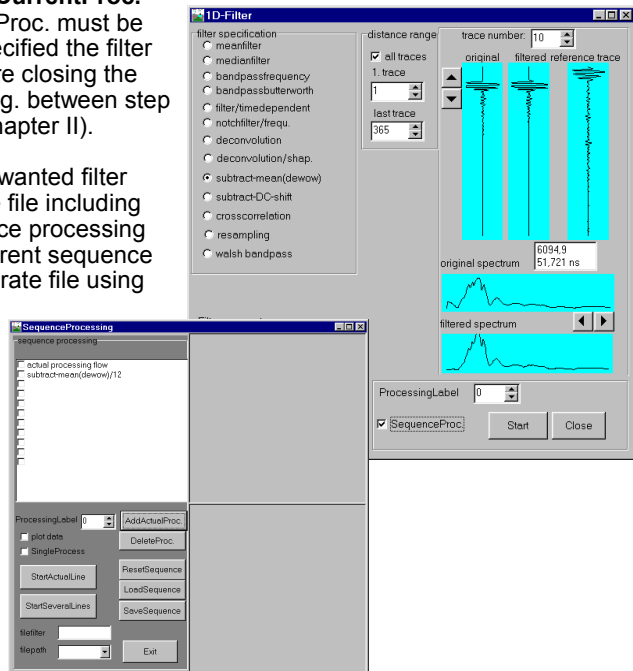 CurrentProc.
Proc. must be
ecified the filter
re closing the
.g. between step
hapter II).
wanted filter
e file including
nce processing
rrent sequence
rate file using
1D-Filter
filter specification
meanfilter
medianfilter
bandpassfrequency
bandpassbutterworth
filter/timedependent
notchfilter/frequ.
deconvolution
deconvolution/shap.
subtract-mean(dewow)
subtract-DC-shift
crosscorrelation
resampling
walsh bandpass
distance range
all traces
1. trace
1
last trace
365
trace number: 10
original filtered reference trace
6094,9
51,721 ns
original spectrum
filtered spectrum
ProcessingLabel 0
SequenceProc. Start Close
SequenceProcessing
sequence processing
actual processing flow
subtract-mean(dewow)/12
ProcessingLabel 0 AddActualProc.
plot data
DeleteProc.
SingleProcess
ResetSequence
StartActualLine
LoadSequence
StartSeveralLines
SaveSequence
filefilter
filepath
Exit